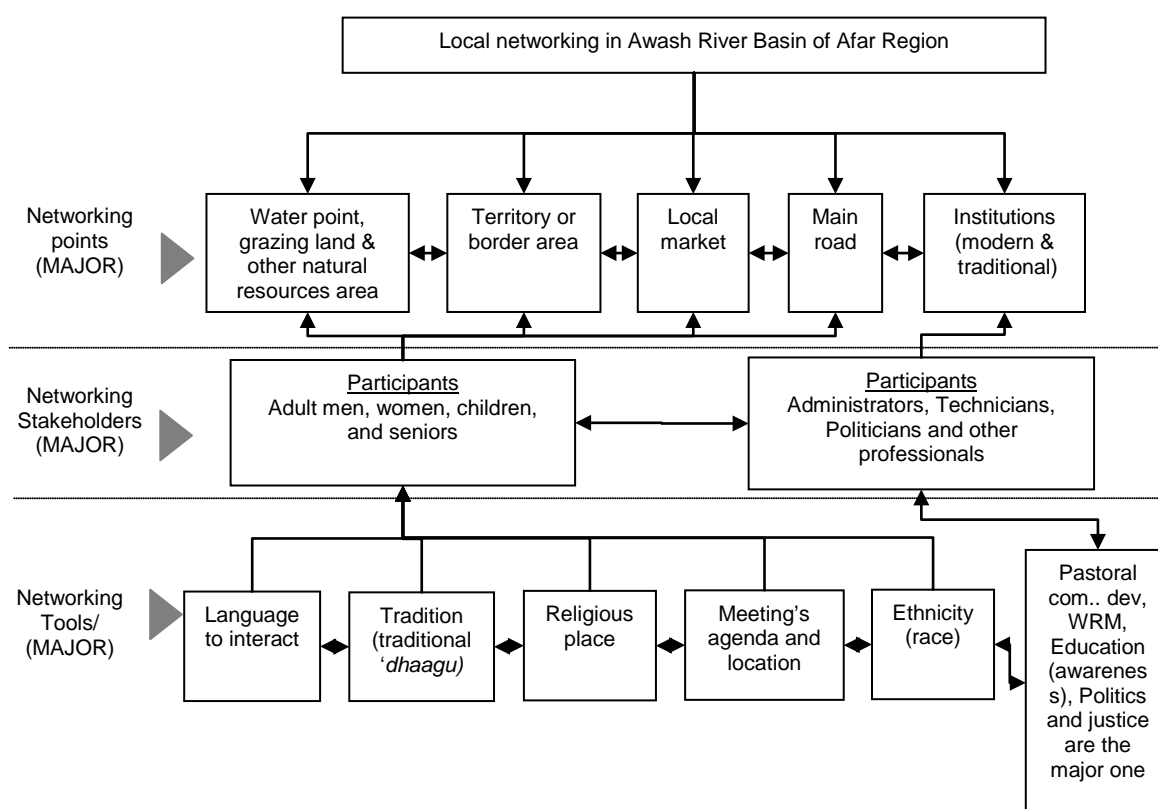 Local networking in Awash River Basin of Afar Region
Networking
points
(MAJOR)
Water point,
grazing land &
other natural
resources area
Territory or
border area
Local
market
Main
road
Institutions
(modern &
traditional)
Networking
Stakeholders
(MAJOR)
Participants
Adult men, women, children,
and seniors
Participants
Administrators, Technicians,
Politicians and other
professionals
Networking
Tools/
(MAJOR)
Language
to interact
Tradition
(traditional
‘dhaagu)
Religious
place
Meeting’s
agenda and
location
Ethnicity
(race)
Pastoral
com.. dev,
WRM,
Education
(awarenes
s), Politics
and justice
are the
major one